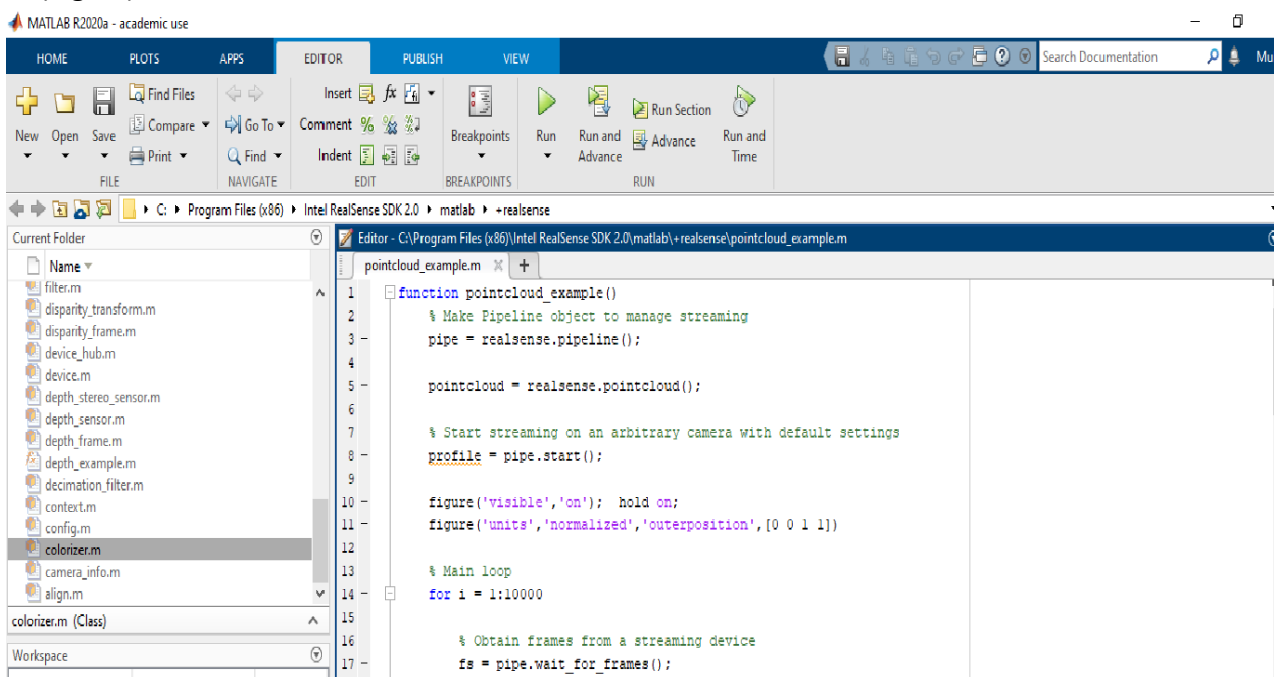 MATLAB R2020a - academic use
HOME PLOTS APPS EDITOR PUBLISH VIEW Search Documentation Mu
New Open Save Find Files Compare Print
Go To Find
Insert fx
Comment
Indent
Breakpoints
Run Run and Advance Run Section Advance Run and Time
FILE NAVIGATE EDIT BREAKPOINTS RUN
C: Program Files (x86) Intel RealSense SDK 2.0 matlab +realsense
Current Folder
Name
filter.m
disparity_transform.m
disparity_frame.m
device_hub.m
device.m
depth_stereo_sensor.m
depth_sensor.m
depth_frame.m
depth_example.m
decimation_filter.m
context.m
config.m
colorizer.m
camera_info.m
align.m
colorizer.m (Class)
Workspace
Editor - C:\Program Files (x86)\Intel RealSense SDK 2.0\matlab\+realsense\pointcloud_example.m
pointcloud_example.m
1 function pointcloud_example()
2 % Make Pipeline object to manage streaming
3 - pipe = realsense.pipeline();
4
5 - pointcloud = realsense.pointcloud();
6
7 % Start streaming on an arbitrary camera with default settings
8 - profile = pipe.start();
9
10 - figure('visible','on'); hold on;
11 - figure('units','normalized','outerposition',[0 0 1 1])
12
13 % Main loop
14 - for i = 1:10000
15
16 % Obtain frames from a streaming device
17 - fs = pipe.wait_for_frames();